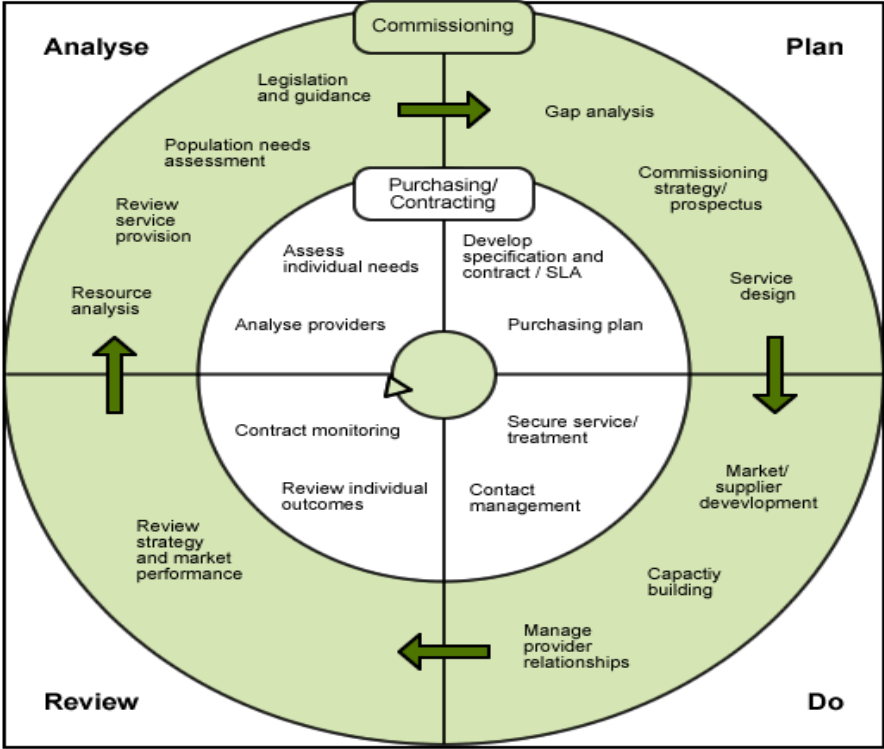 Analyse
Commissioning
Plan
Legislation
and guidance
Gap analysis
Population needs
assessment
Commissioning
strategy/
prospectus
Review
service
provision
Service
design
Resource
analysis
Purchasing/
Contracting
Assess
individual needs
Develop
specification and
contract / SLA
Analyse providers
Purchasing plan
Contract monitoring
Secure service/
treatment
Review individual
outcomes
Contact
management
Market/
supplier
devevlopment
Review
strategy
and market
performance
Capactiy
building
Manage
provider
relationships
Review
Do